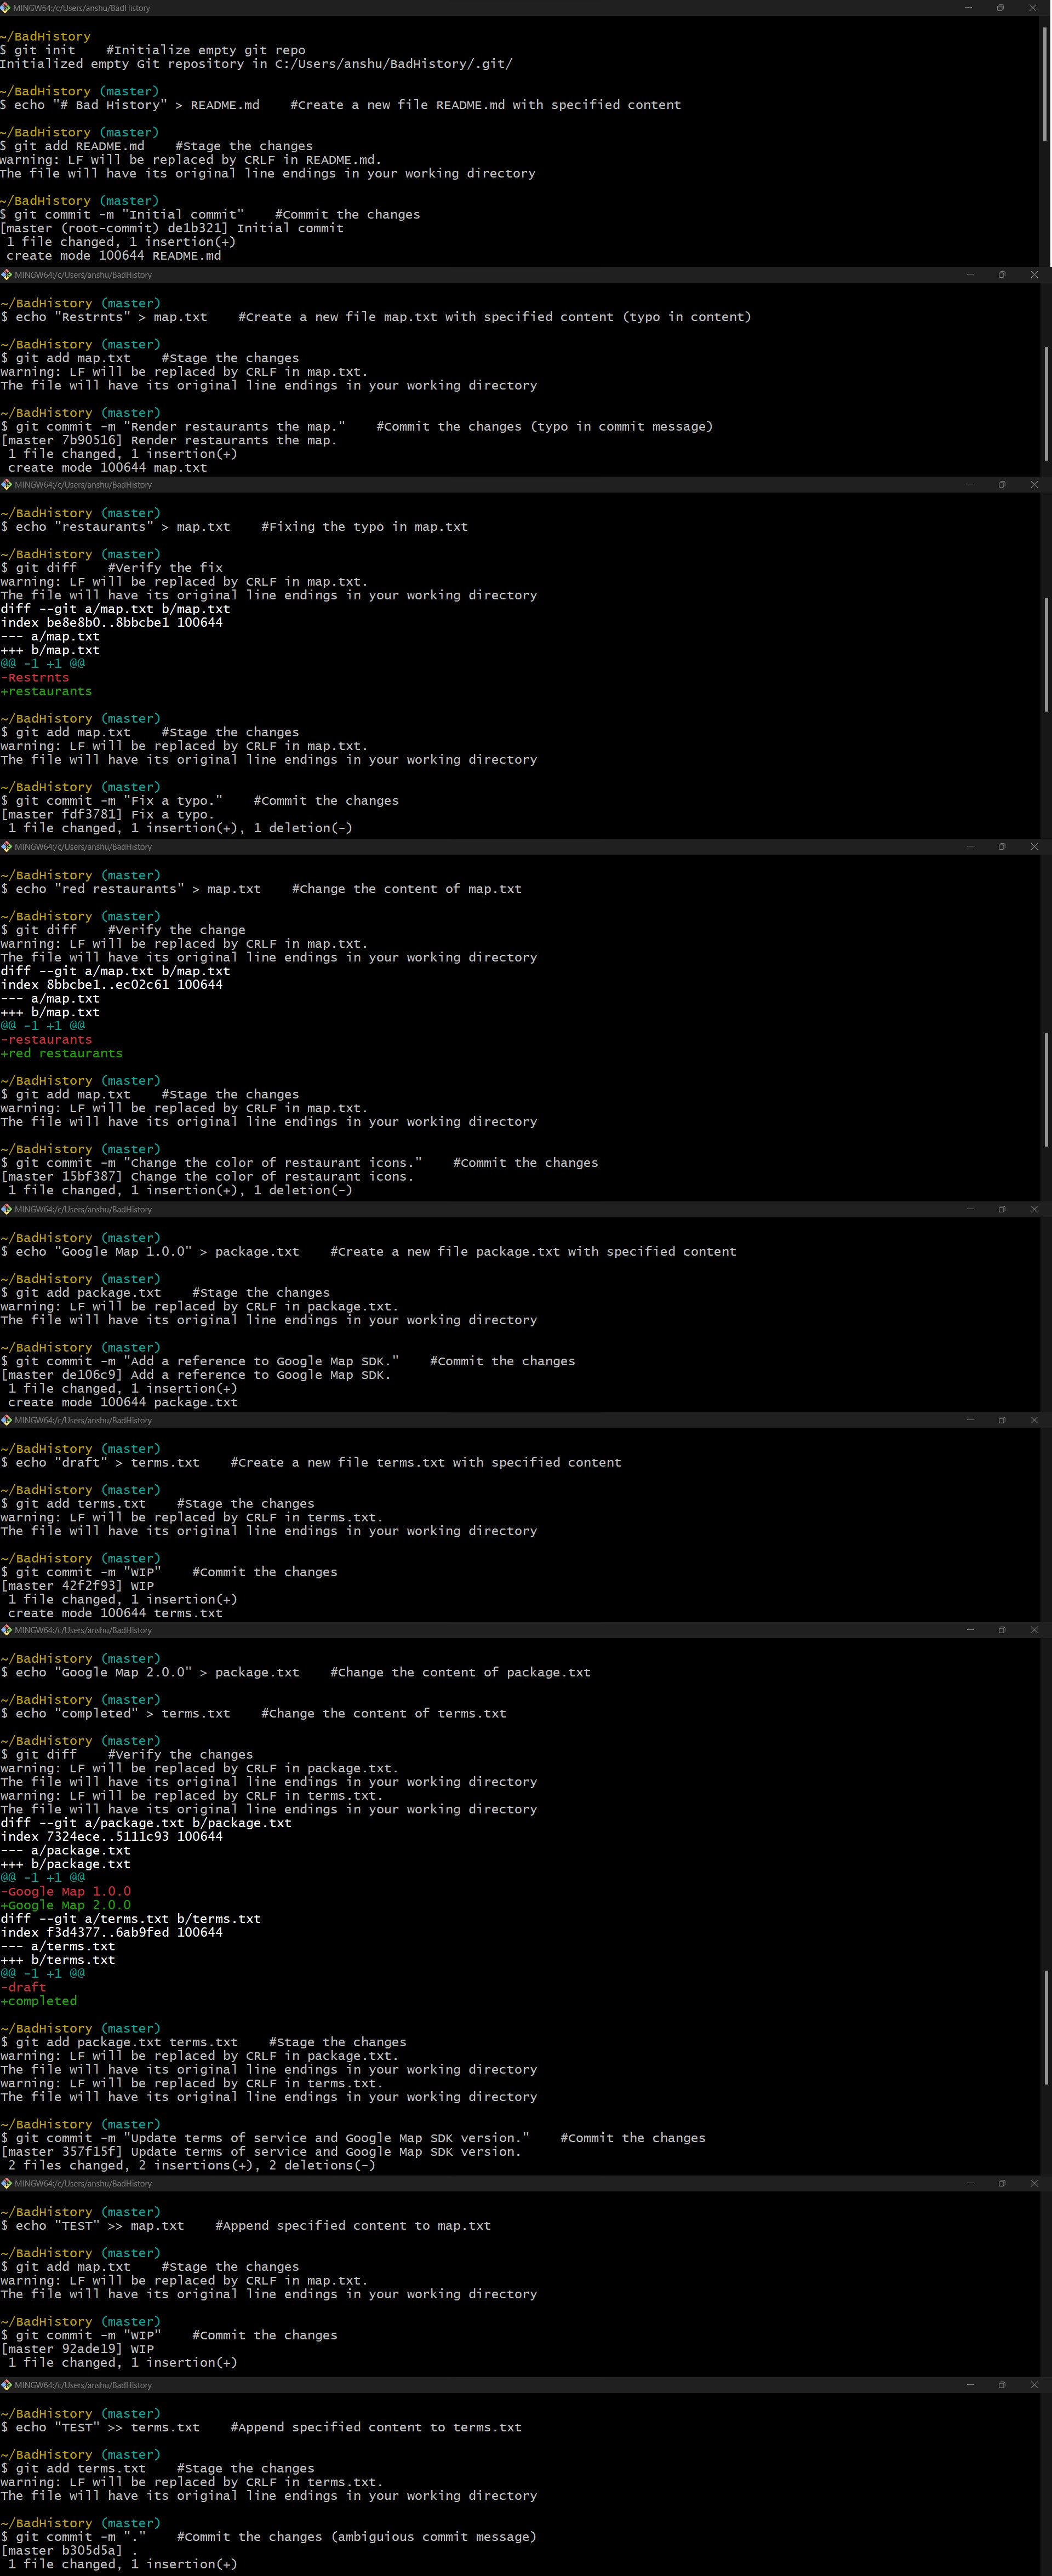 MINGW64:/c/Users/anshu/BadHistory
~/BadHistory
$ git init    #Initialize empty git repo
Initialized empty Git repository in C:/Users/anshu/BadHistory/.git/
~/BadHistory (master)
$ echo "# Bad History" > README.md    #Create a new file README.md with specified content
~/BadHistory (master)
$ git add README.md    #Stage the changes
warning: LF will be replaced by CRLF in README.md.
The file will have its original line endings in your working directory
~/BadHistory (master)
$ git commit -m "Initial commit"    #Commit the changes
[master (root-commit) de1b321] Initial commit
 1 file changed, 1 insertion(+)
 create mode 100644 README.md
MINGW64:/c/Users/anshu/BadHistory
~/BadHistory (master)
$ echo "Restrnts" > map.txt    #Create a new file map.txt with specified content (typo in content)
~/BadHistory (master)
$ git add map.txt    #Stage the changes
warning: LF will be replaced by CRLF in map.txt.
The file will have its original line endings in your working directory
~/BadHistory (master)
$ git commit -m "Render restaurants the map."    #Commit the changes (typo in commit message)
[master 7b90516] Render restaurants the map.
 1 file changed, 1 insertion(+)
 create mode 100644 map.txt
MINGW64:/c/Users/anshu/BadHistory
~/BadHistory (master)
$ echo "restaurants" > map.txt    #Fixing the typo in map.txt
~/BadHistory (master)
$ git diff    #Verify the fix
warning: LF will be replaced by CRLF in map.txt.
The file will have its original line endings in your working directory
diff --git a/map.txt b/map.txt
index be8e8b0..8bbcbe1 100644
--- a/map.txt
+++ b/map.txt
@@ -1 +1 @@
-Restrnts
+restaurants
~/BadHistory (master)
$ git add map.txt    #Stage the changes
warning: LF will be replaced by CRLF in map.txt.
The file will have its original line endings in your working directory
~/BadHistory (master)
$ git commit -m "Fix a typo."    #Commit the changes
[master fdf3781] Fix a typo.
 1 file changed, 1 insertion(+), 1 deletion(-)
MINGW64:/c/Users/anshu/BadHistory
~/BadHistory (master)
$ echo "red restaurants" > map.txt    #Change the content of map.txt
~/BadHistory (master)
$ git diff    #Verify the change
warning: LF will be replaced by CRLF in map.txt.
The file will have its original line endings in your working directory
diff --git a/map.txt b/map.txt
index 8bbcbe1..ec02c61 100644
--- a/map.txt
+++ b/map.txt
@@ -1 +1 @@
-restaurants
+red restaurants
~/BadHistory (master)
$ git add map.txt    #Stage the changes
warning: LF will be replaced by CRLF in map.txt.
The file will have its original line endings in your working directory
~/BadHistory (master)
$ git commit -m "Change the color of restaurant icons."    #Commit the changes
[master 15bf387] Change the color of restaurant icons.
 1 file changed, 1 insertion(+), 1 deletion(-)
MINGW64:/c/Users/anshu/BadHistory
~/BadHistory (master)
$ echo "Google Map 1.0.0" > package.txt    #Create a new file package.txt with specified content
~/BadHistory (master)
$ git add package.txt    #Stage the changes
warning: LF will be replaced by CRLF in package.txt.
The file will have its original line endings in your working directory
~/BadHistory (master)
$ git commit -m "Add a reference to Google Map SDK."    #Commit the changes
[master de106c9] Add a reference to Google Map SDK.
 1 file changed, 1 insertion(+)
 create mode 100644 package.txt
MINGW64:/c/Users/anshu/BadHistory
~/BadHistory (master)
$ echo "draft" > terms.txt    #Create a new file terms.txt with specified content
~/BadHistory (master)
$ git add terms.txt    #Stage the changes
warning: LF will be replaced by CRLF in terms.txt.
The file will have its original line endings in your working directory
~/BadHistory (master)
$ git commit -m "WIP"    #Commit the changes
[master 42f2f93] WIP
 1 file changed, 1 insertion(+)
 create mode 100644 terms.txt
MINGW64:/c/Users/anshu/BadHistory
~/BadHistory (master)
$ echo "Google Map 2.0.0" > package.txt    #Change the content of package.txt
~/BadHistory (master)
$ echo "completed" > terms.txt    #Change the content of terms.txt
~/BadHistory (master)
$ git diff    #Verify the changes
warning: LF will be replaced by CRLF in package.txt.
The file will have its original line endings in your working directory
warning: LF will be replaced by CRLF in terms.txt.
The file will have its original line endings in your working directory
diff --git a/package.txt b/package.txt
index 7324ece..5111c93 100644
--- a/package.txt
+++ b/package.txt
@@ -1 +1 @@
-Google Map 1.0.0
+Google Map 2.0.0
diff --git a/terms.txt b/terms.txt
index f3d4377..6ab9fed 100644
--- a/terms.txt
+++ b/terms.txt
@@ -1 +1 @@
-draft
+completed
~/BadHistory (master)
$ git add package.txt terms.txt    #Stage the changes
warning: LF will be replaced by CRLF in package.txt.
The file will have its original line endings in your working directory
warning: LF will be replaced by CRLF in terms.txt.
The file will have its original line endings in your working directory
~/BadHistory (master)
$ git commit -m "Update terms of service and Google Map SDK version."    #Commit the changes
[master 357f15f] Update terms of service and Google Map SDK version.
 2 files changed, 2 insertions(+), 2 deletions(-)
MINGW64:/c/Users/anshu/BadHistory
~/BadHistory (master)
$ echo "TEST" >> map.txt    #Append specified content to map.txt
~/BadHistory (master)
$ git add map.txt    #Stage the changes
warning: LF will be replaced by CRLF in map.txt.
The file will have its original line endings in your working directory
~/BadHistory (master)
$ git commit -m "WIP"    #Commit the changes
[master 92ade19] WIP
 1 file changed, 1 insertion(+)
MINGW64:/c/Users/anshu/BadHistory
~/BadHistory (master)
$ echo "TEST" >> terms.txt    #Append specified content to terms.txt
~/BadHistory (master)
$ git add terms.txt    #Stage the changes
warning: LF will be replaced by CRLF in terms.txt.
The file will have its original line endings in your working directory
~/BadHistory (master)
$ git commit -m "."    #Commit the changes (ambiguious commit message)
[master b305d5a] .
 1 file changed, 1 insertion(+)